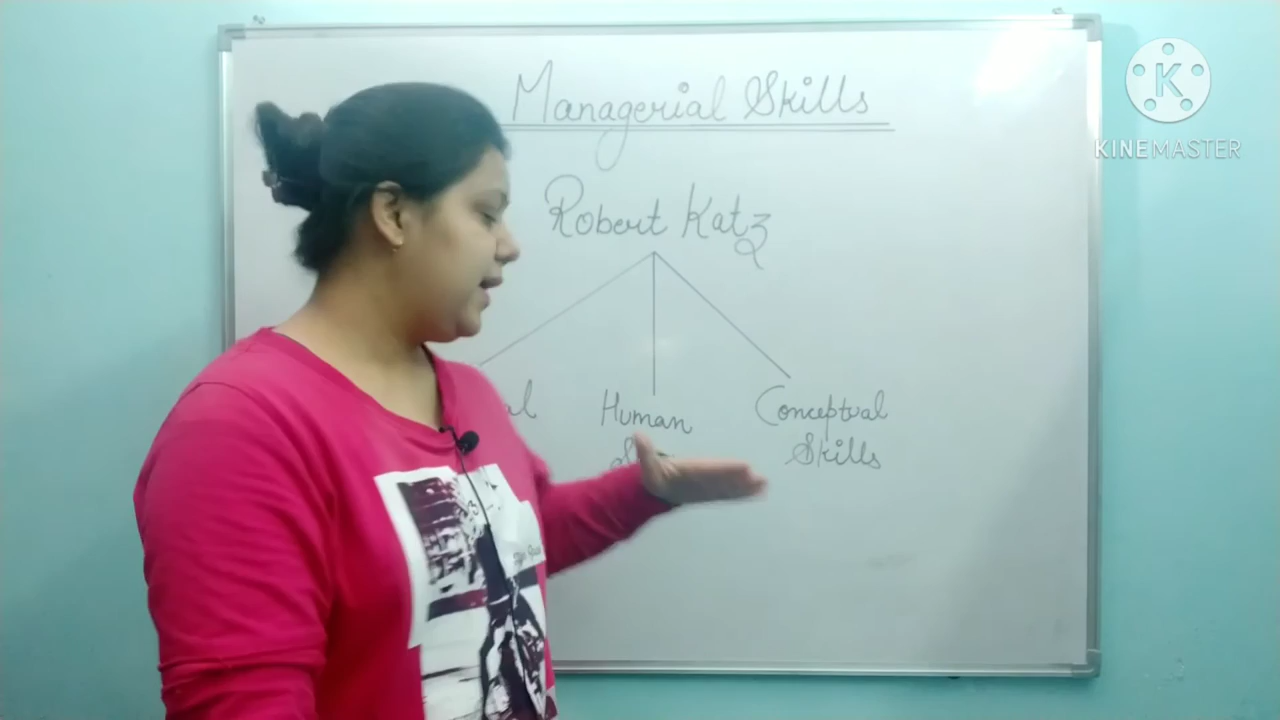 Managerial Skills
Robert Katz
Human
Conceptual
Skills
K
KINEMASTER